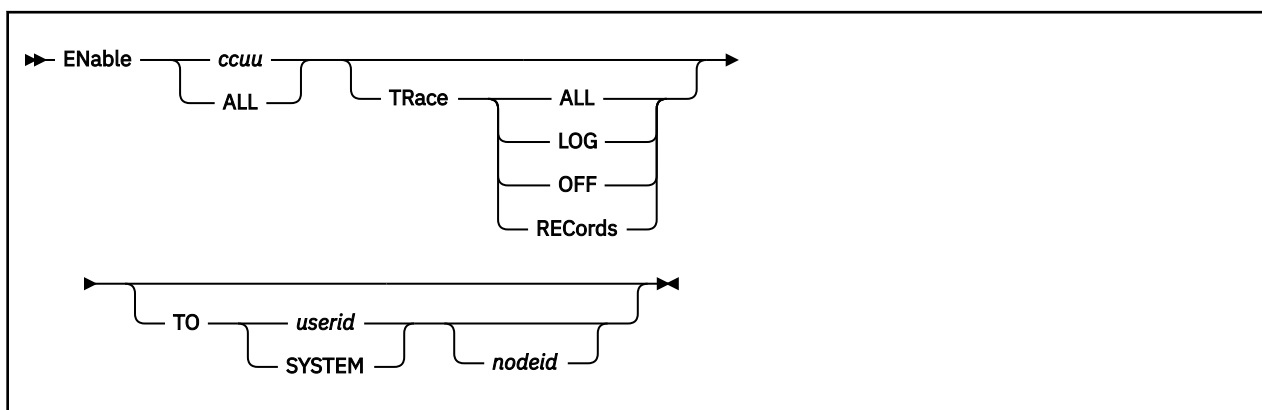 ENable ccuu
ALL
TRace ALL
LOG
OFF
RECords
TO userid
SYSTEM
nodeid